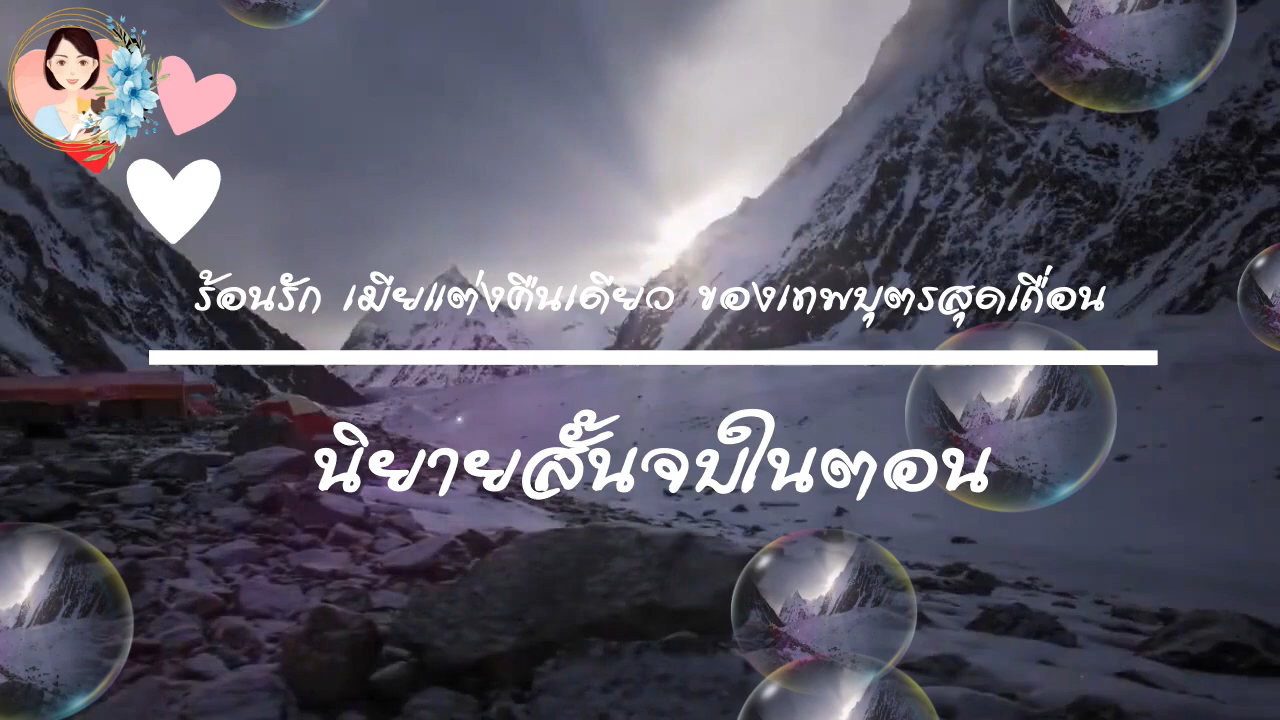 ร้อนรัก เมียแต่งคืนเดียว ของเทพบุตรสุดเถื่อน
นิยายสั้นจบในตอน